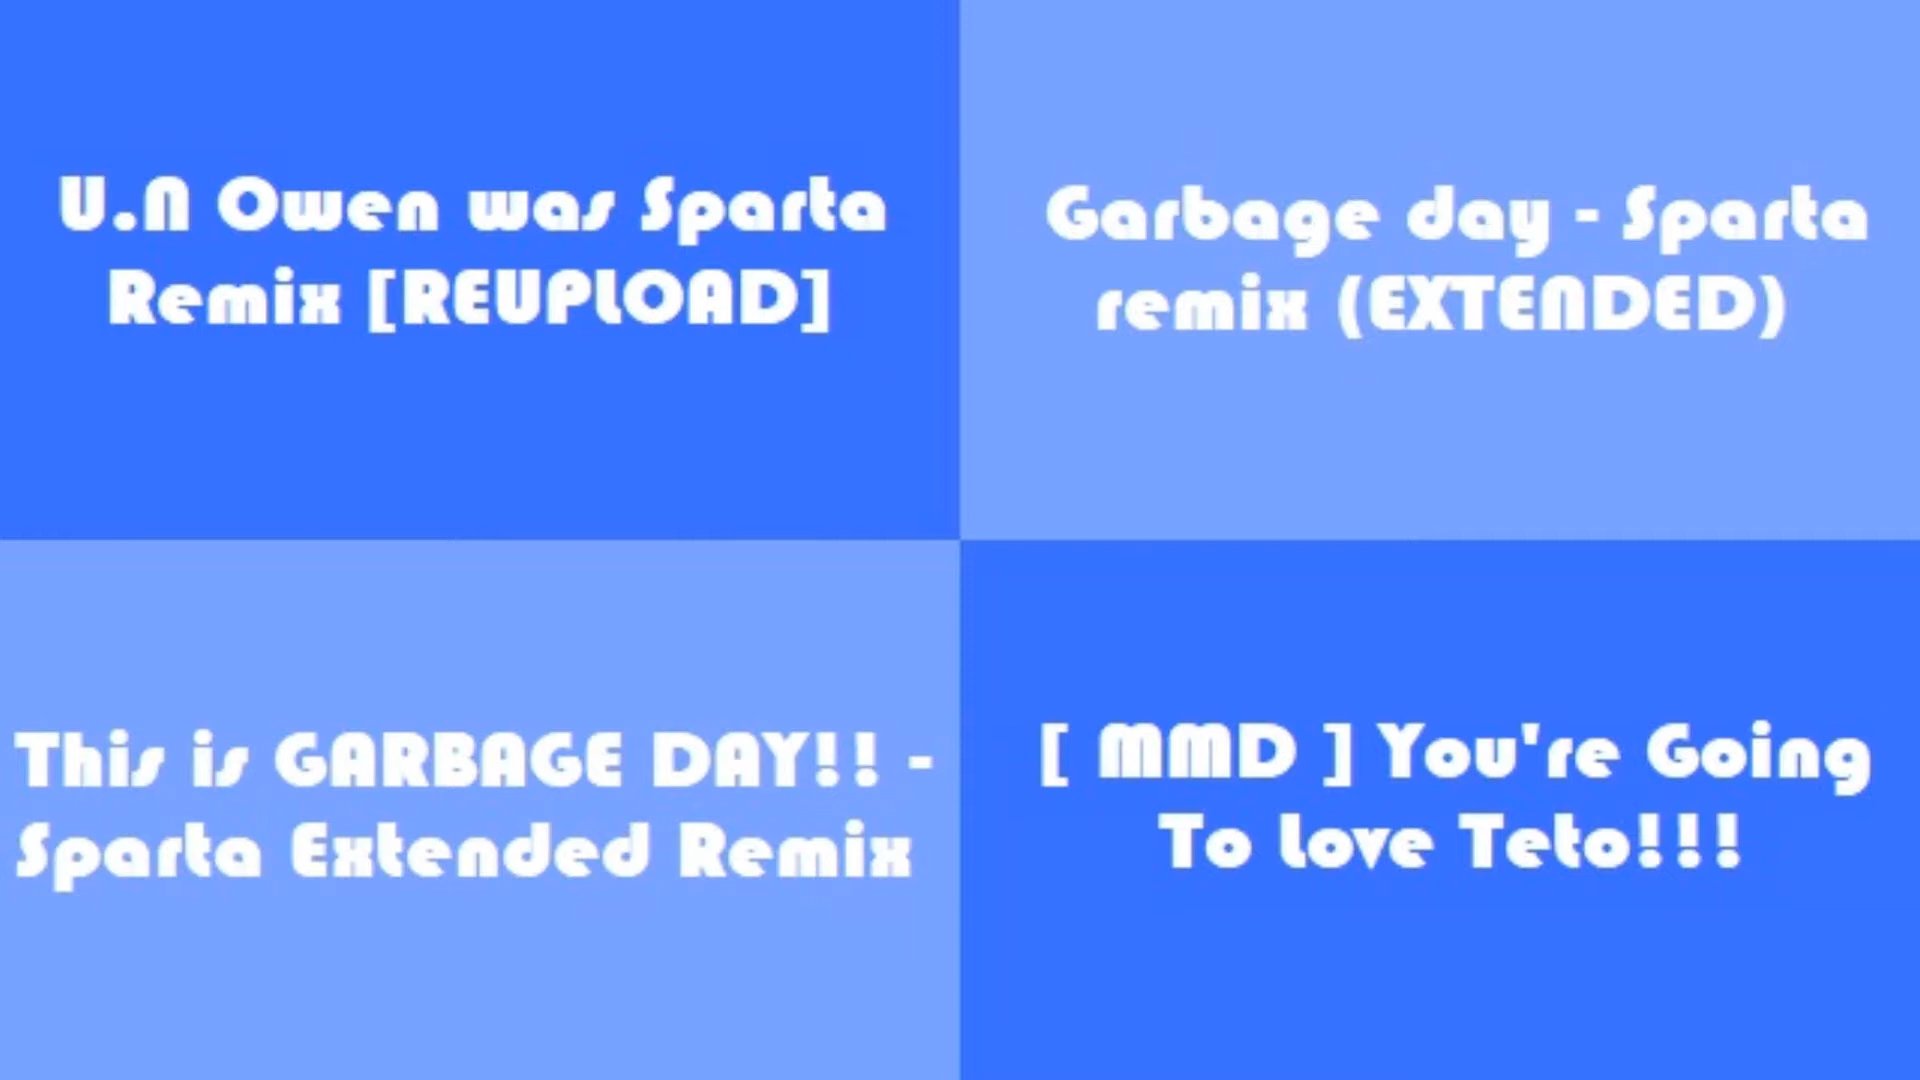 U.N Owen was Sparta
Remix [REUPLOAD]
Garbage day - Sparta
remix (EXTENDED)
This is GARBAGE DAY!! -
Sparta Extended Remix
[ MMD ] You're Going
To Love Teto!!!